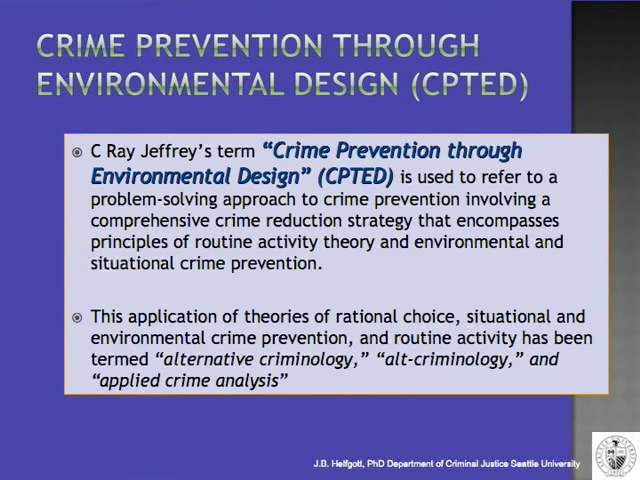 CRIME PREVENTION THROUGH
ENVIRONMENTAL DESIGN (CPTED)
C Ray Jeffrey's term “Crime Prevention through
Environmental Design” (CPTED) is used to refer to a
problem-solving approach to crime prevention involving a
comprehensive crime reduction strategy that encompasses
principles of routine activity theory and environmental and
situational crime prevention.
This application of theories of rational choice, situational and
environmental crime prevention, and routine activity has been
termed “alternative criminology,” “alt-criminology,” and
“applied crime analysis”
J.B. Helfgott, PhD Department of Criminal Justice Seattle University